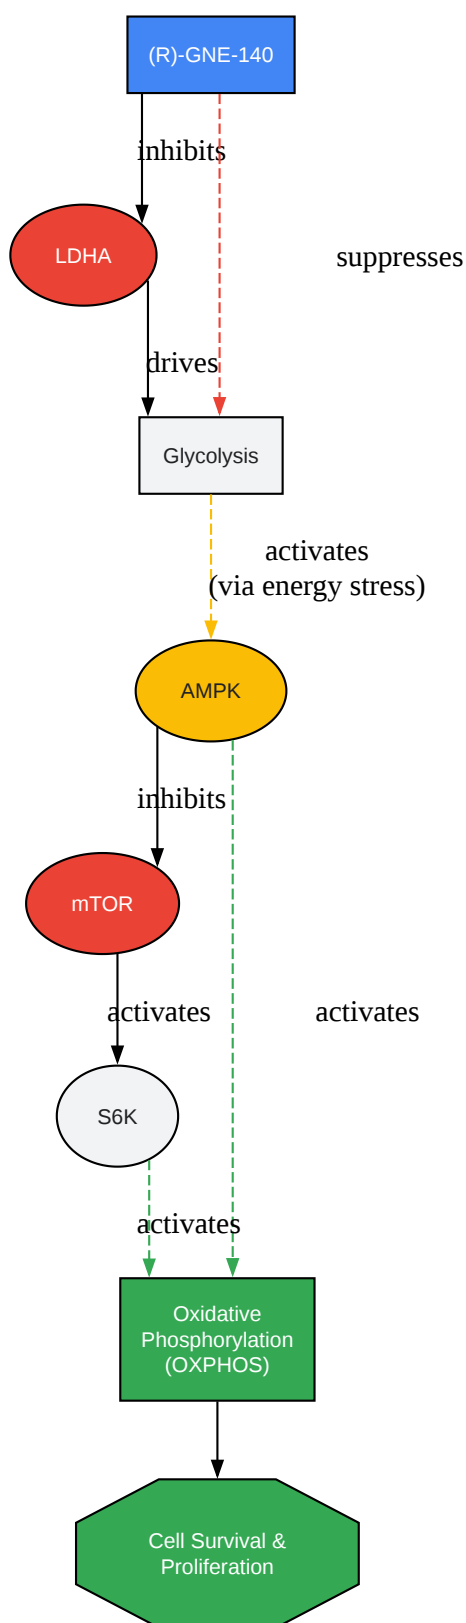 (R)-GNE-140
inhibits
LDHA
suppresses
drives
Glycolysis
activates
(via energy stress)
AMPK
inhibits
mTOR
activates
activates
S6K
activates
Oxidative
Phosphorylation
(OXPHOS)
Cell Survival &
Proliferation